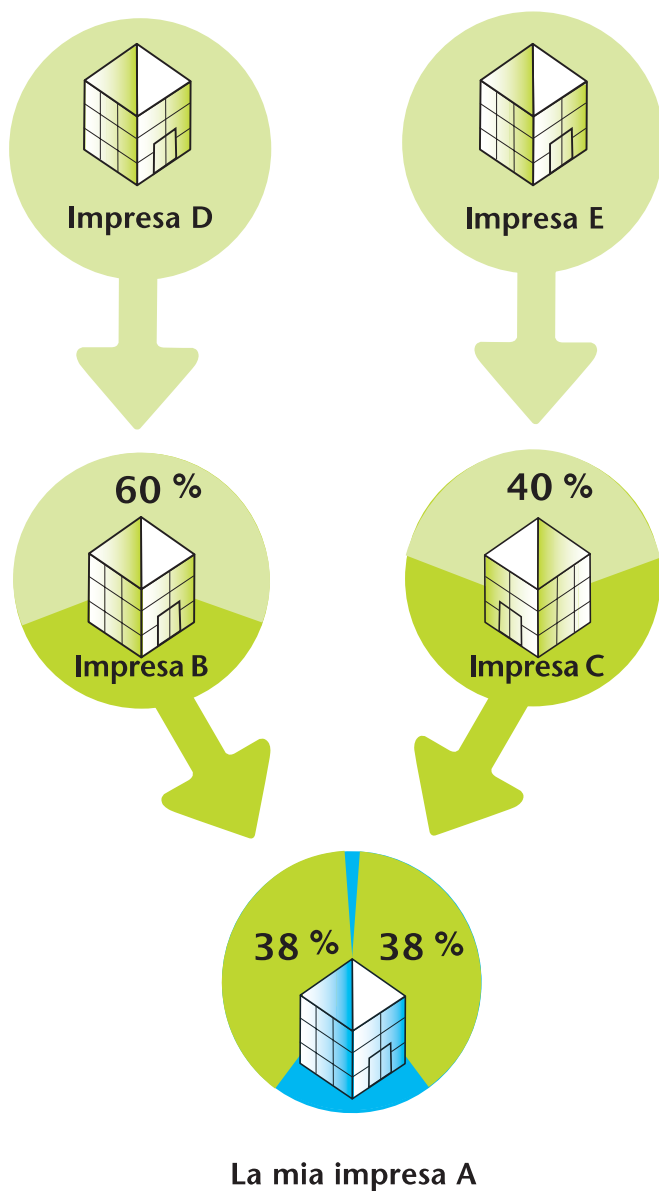 Impresa D
Impresa E
60 %
40 %
Impresa B
Impresa C
38 %
38 %
La mia impresa A